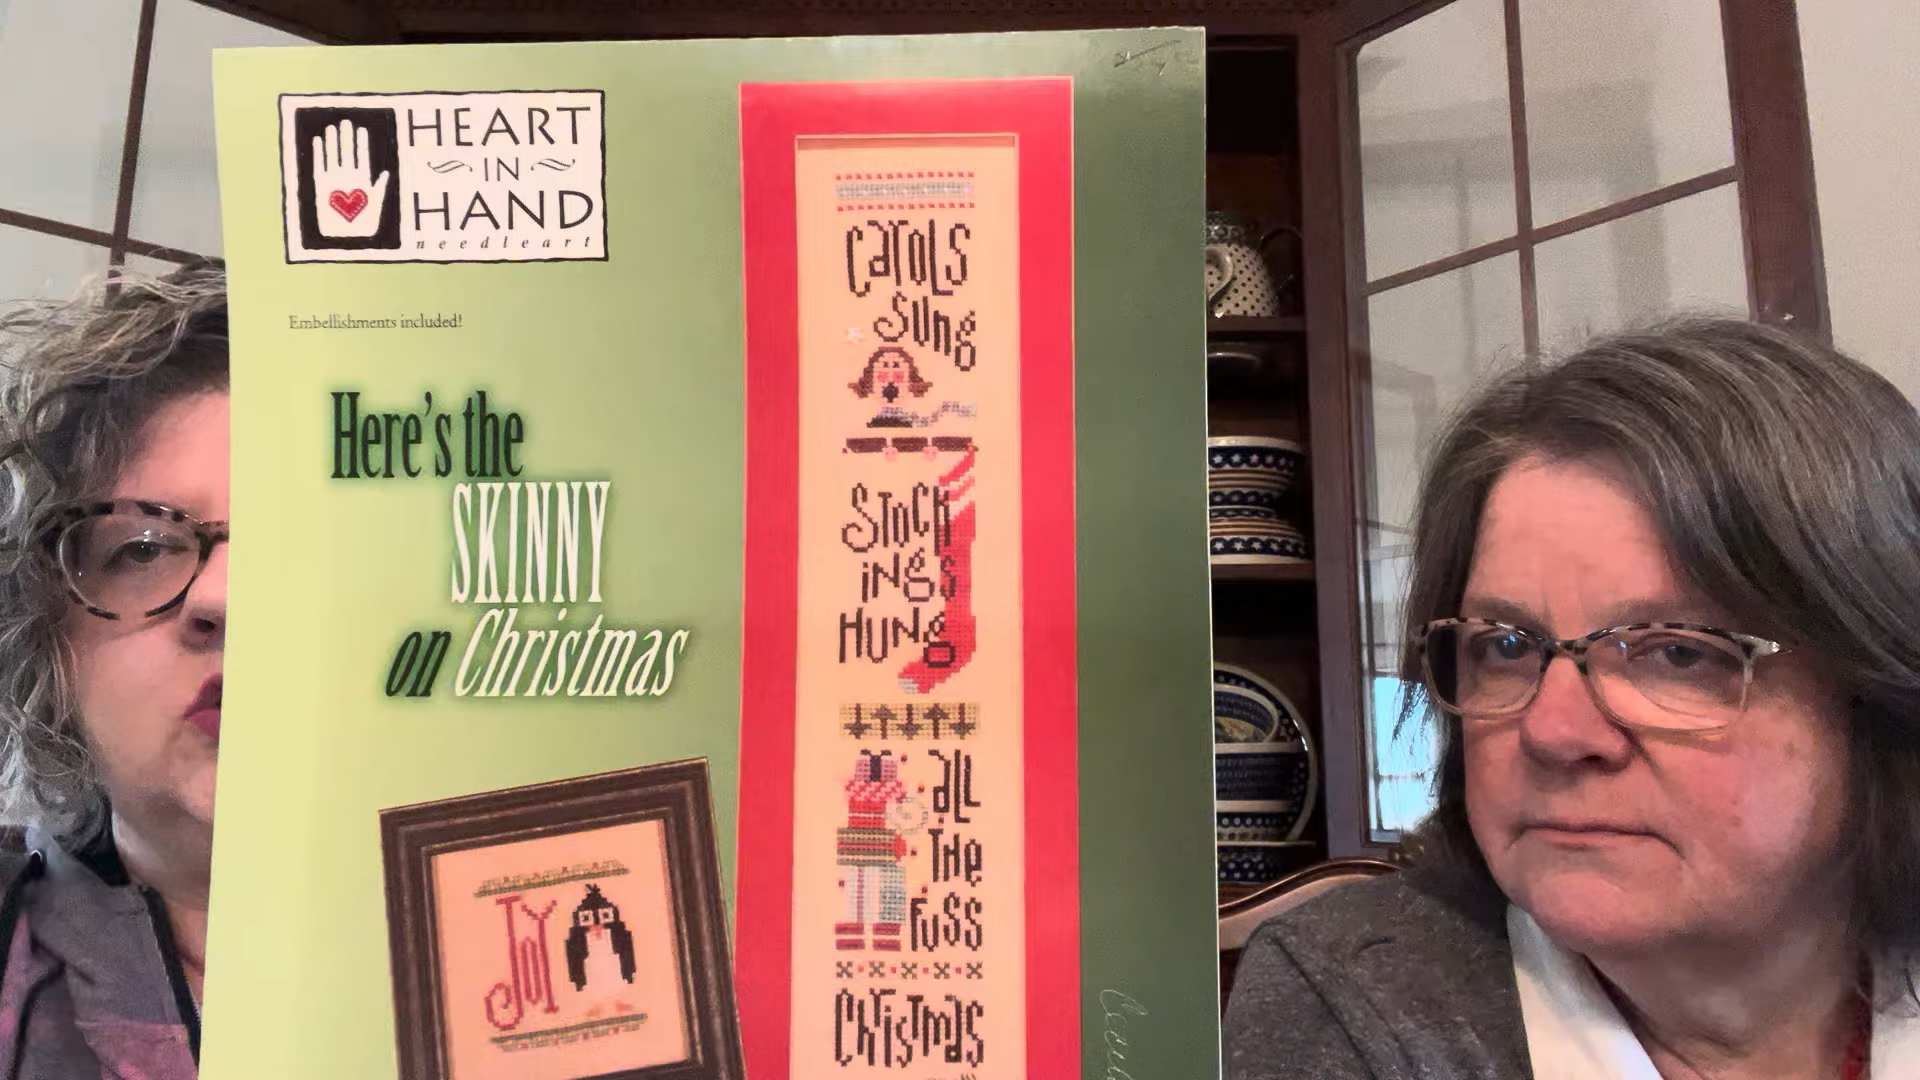 HEART
IN
HAND
needleart
Embellishments included!
Here's the
SKINNY
on Christmas
JOY
Carols
Sung
Stock
ings
Hung
all
The
Fuss
Christmas